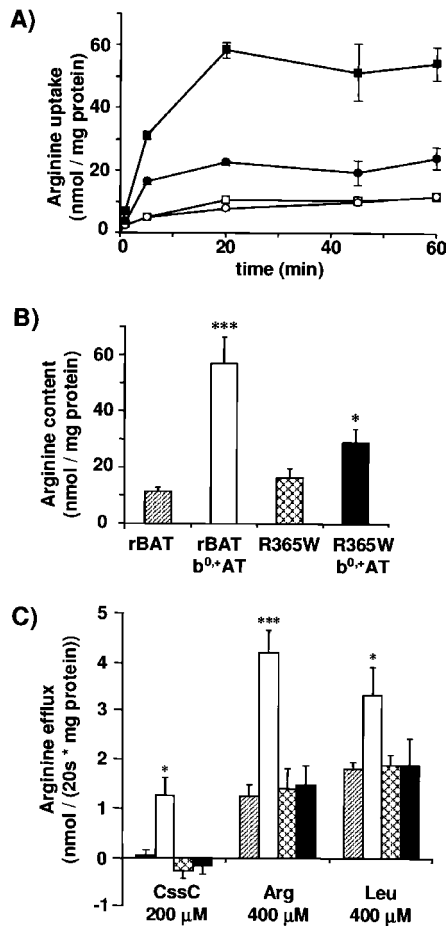 A)
Arginine uptake
(nmol / mg protein)
60
40
20
0
0 20 40 60
time (min)
B)
Arginine content
(nmol / mg protein)
60
40
20
0
***
*
rBAT rBAT R365W R365W
b⁰,⁺AT b⁰,⁺AT
C)
Arginine efflux
(nmol / (20s * mg protein))
5
4
3
2
1
0
-1
*
***
*
CssC Arg Leu
200 μM 400 μM 400 μM